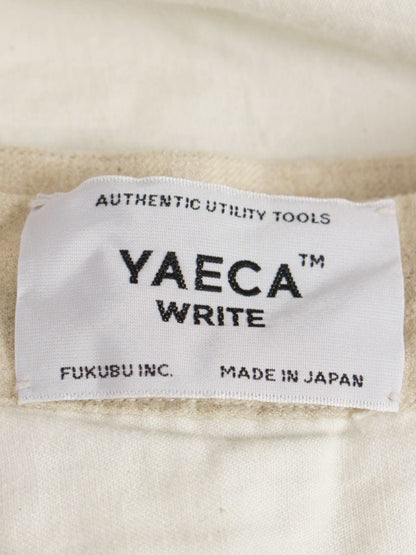 AUTHENTIC UTILITY TOOLS
YAECA™
WRITE
FUKUBU INC. MADE IN JAPAN